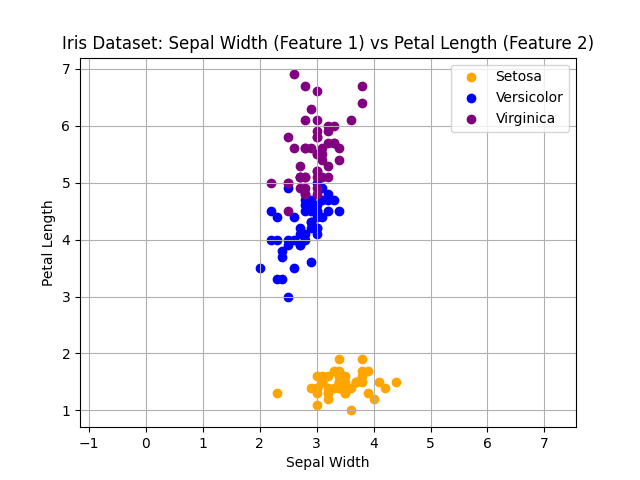 Iris Dataset: Sepal Width (Feature 1) vs Petal Length (Feature 2)
Setosa
Versicolor
Virginica
7
6
5
4
3
2
1
Petal Length
−1 0 1 2 3 4 5 6 7
Sepal Width